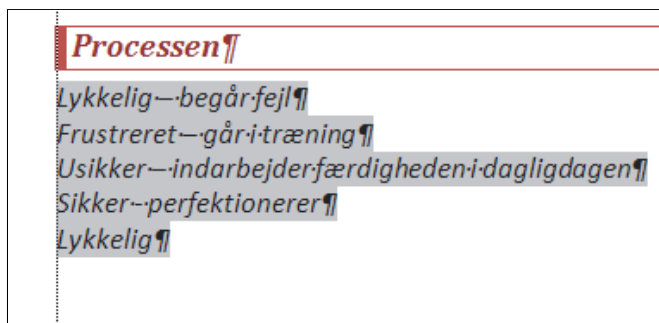 Processen¶
Lykkelig·–·begår·fejl¶
Frustreret·–·går·i·træning¶
Usikker·–·indarbejder·færdigheden·i·dagligdagen¶
Sikker·-·perfektionerer¶
Lykkelig¶